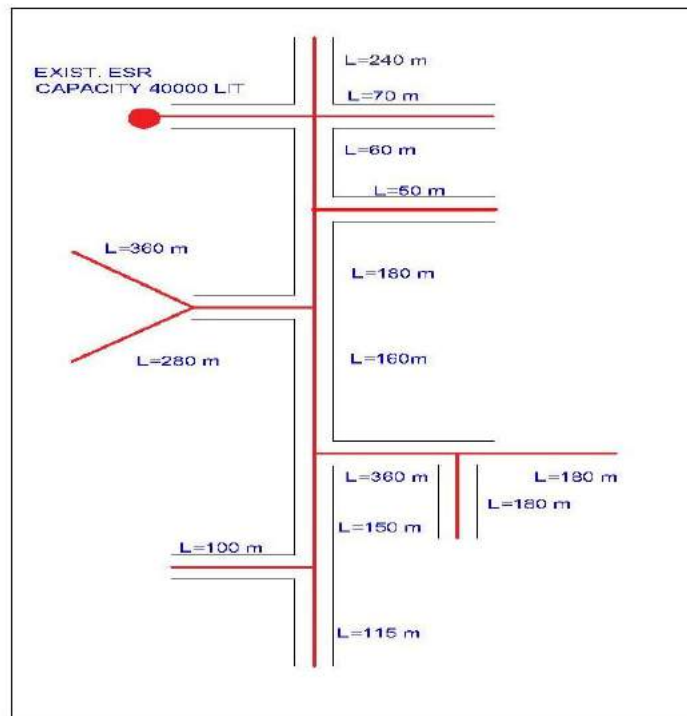 L=240 m
EXIST. ESR
CAPACITY 40000 LIT
L=70 m
L=60 m
L=50 m
L=360 m
L=180 m
L=280 m
L=160m
L=360 m
L=180 m
L=180 m
L=150 m
L=100 m
L=115 m